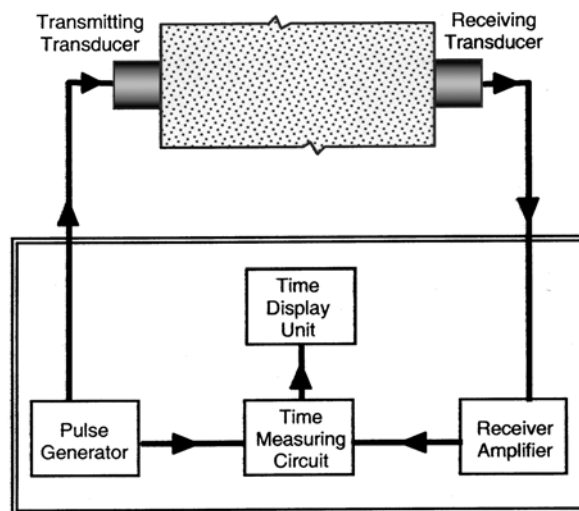 Transmitting
Transducer
Receiving
Transducer
Time
Display
Unit
Pulse
Generator
Time
Measuring
Circuit
Receiver
Amplifier